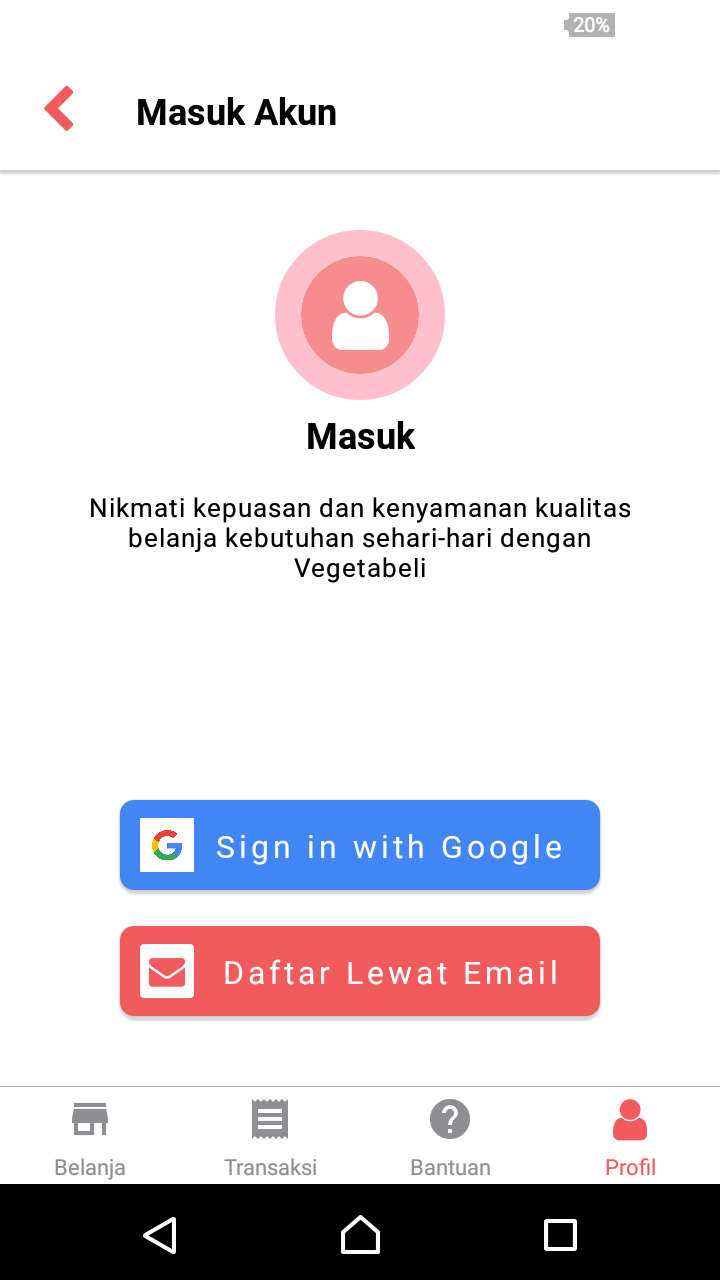 20%
Masuk Akun
Masuk
Nikmati kepuasan dan kenyamanan kualitas
belanja kebutuhan sehari-hari dengan
Vegetabeli
Sign in with Google
Daftar Lewat Email
Belanja Transaksi Bantuan Profil